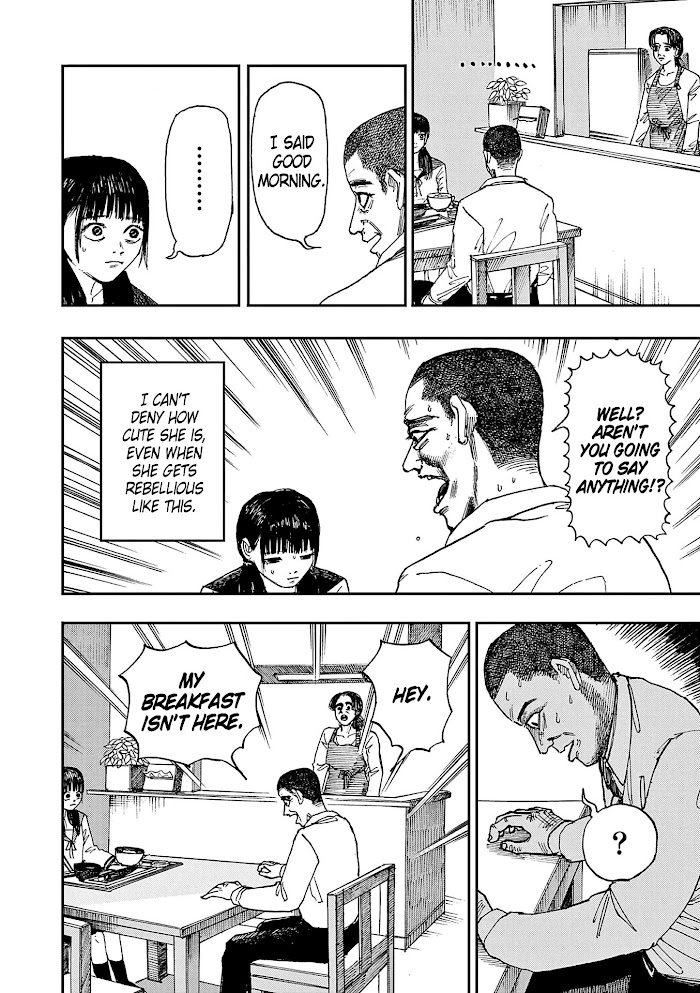 .........
I SAID
GOOD
MORNING.
......
WELL?
AREN'T
YOU GOING
TO SAY
ANYTHING!?
I CAN'T
DENY HOW
CUTE SHE IS,
EVEN WHEN
SHE GETS
REBELLIOUS
LIKE THIS.
?
HEY.
MY
BREAKFAST
ISN'T HERE.